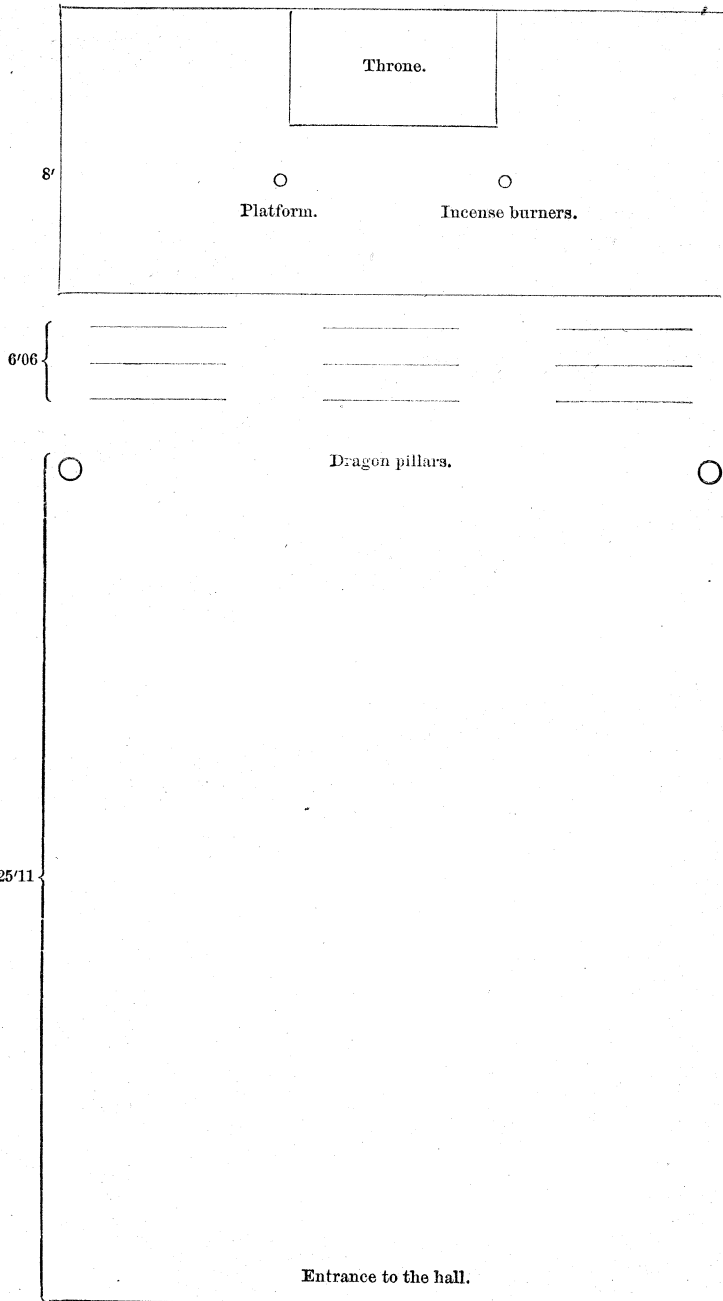 Throne.
8′
Platform.
Incense burners.
6′06
Dragon pillars.
25′11
Entrance to the hall.